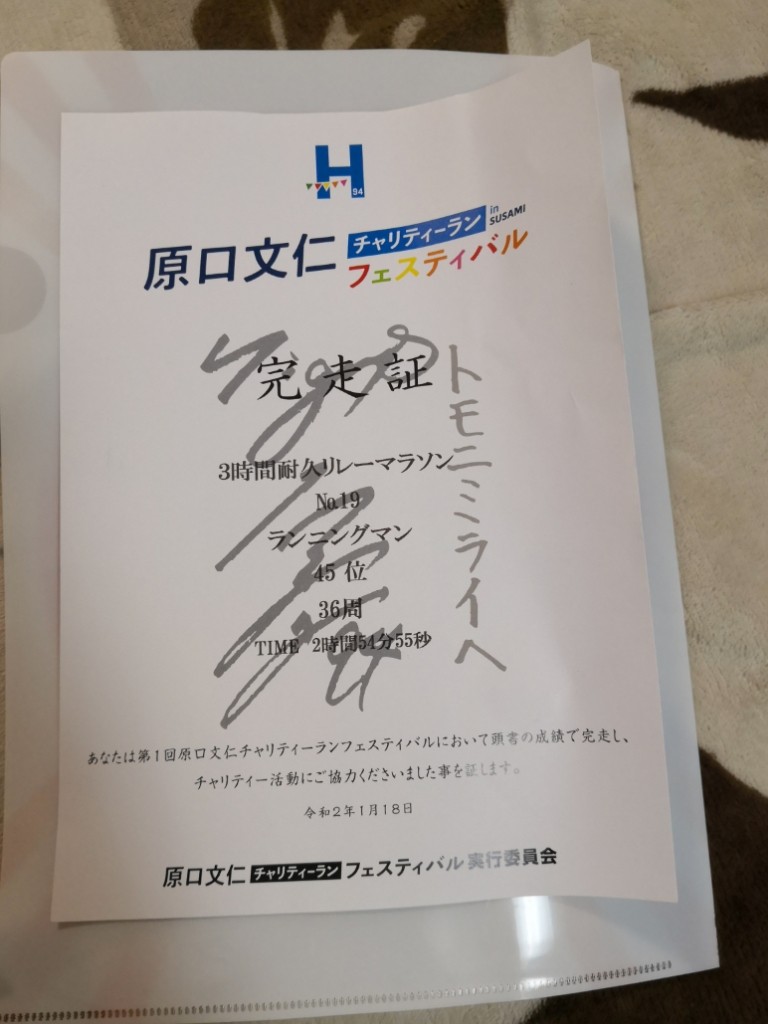 H
94
原口文仁 チャリティーラン in SUSAMI
フェスティバル
完走証
トモニミライへ
3時間耐久リレーマラソン
No.19
ランニングマン
45 位
36周
TIME 2時間54分55秒
あなたは第1回原口文仁チャリティーランフェスティバルにおいて頭書の成績で完走し、
チャリティー活動にご協力くださいました事を証します。
令和2年1月18日
原口文仁 チャリティーラン フェスティバル 実行委員会